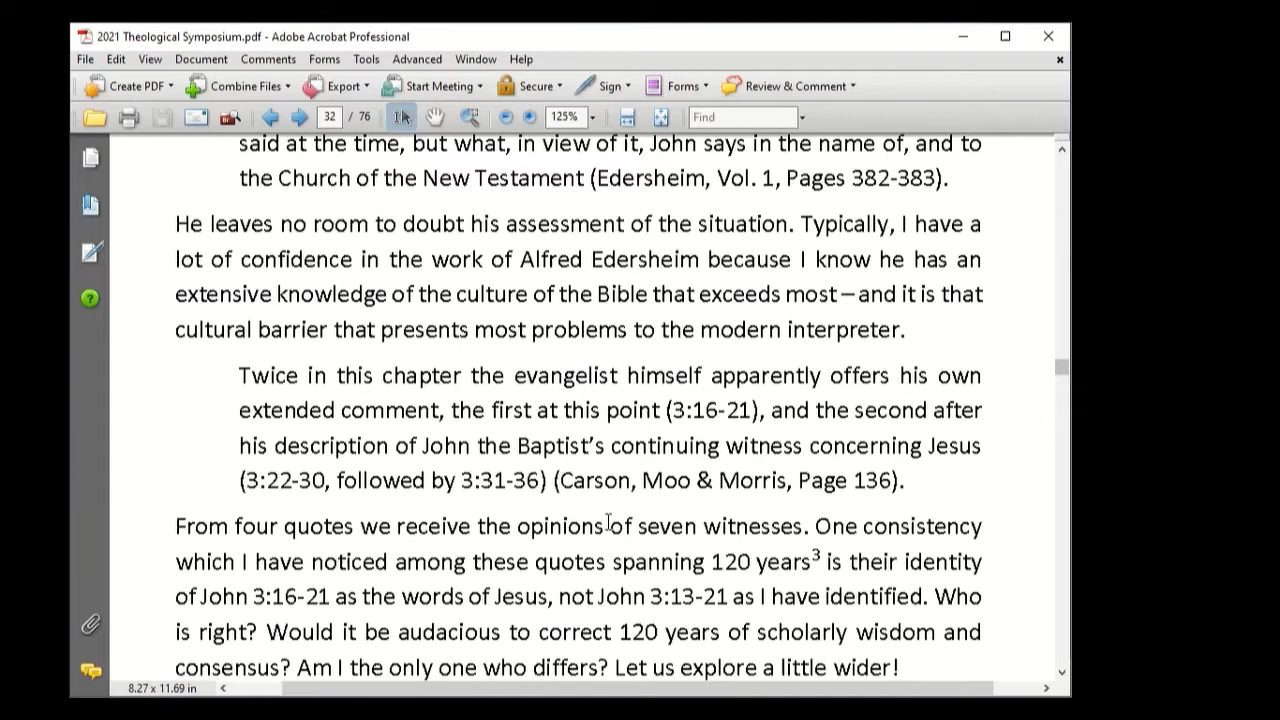 2021 Theological Symposium.pdf - Adobe Acrobat Professional
File Edit View Document Comments Forms Tools Advanced Window Help
Create PDF Combine Files Export Start Meeting Secure Sign Forms Review & Comment
32 / 76 125% Find
said at the time, but what, in view of it, John says in the name of, and to
the Church of the New Testament (Edersheim, Vol. 1, Pages 382-383).
He leaves no room to doubt his assessment of the situation. Typically, I have a
lot of confidence in the work of Alfred Edersheim because I know he has an
extensive knowledge of the culture of the Bible that exceeds most – and it is that
cultural barrier that presents most problems to the modern interpreter.
Twice in this chapter the evangelist himself apparently offers his own
extended comment, the first at this point (3:16-21), and the second after
his description of John the Baptist's continuing witness concerning Jesus
(3:22-30, followed by 3:31-36) (Carson, Moo & Morris, Page 136).
From four quotes we receive the opinions of seven witnesses. One consistency
which I have noticed among these quotes spanning 120 years3 is their identity
of John 3:16-21 as the words of Jesus, not John 3:13-21 as I have identified. Who
is right? Would it be audacious to correct 120 years of scholarly wisdom and
consensus? Am I the only one who differs? Let us explore a little wider!
8.27 x 11.69 in